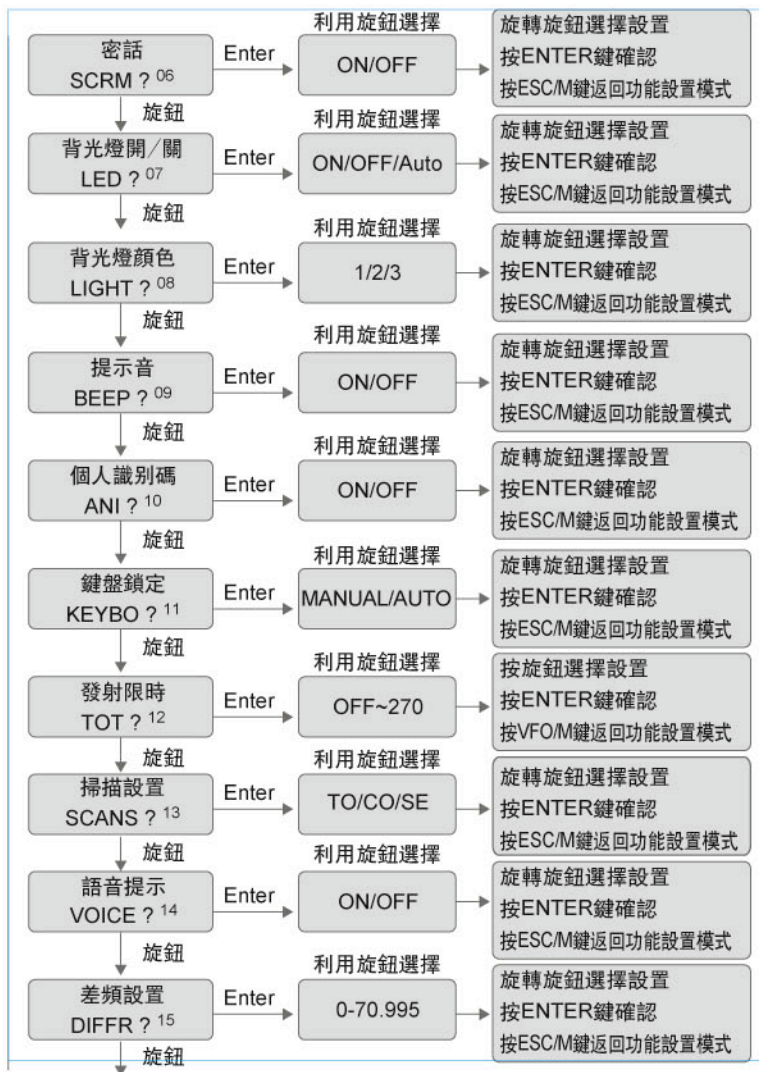 利用旋鈕選擇
密話
SCRM ? 06
Enter
ON/OFF
旋轉旋鈕選擇設置
按ENTER鍵確認
按ESC/M鍵返回功能設置模式
旋鈕
利用旋鈕選擇
背光燈開/關
LED ? 07
Enter
ON/OFF/Auto
旋轉旋鈕選擇設置
按ENTER鍵確認
按ESC/M鍵返回功能設置模式
旋鈕
利用旋鈕選擇
背光燈顔色
LIGHT ? 08
Enter
1/2/3
旋轉旋鈕選擇設置
按ENTER鍵確認
按ESC/M鍵返回功能設置模式
旋鈕
利用旋鈕選擇
提示音
BEEP ? 09
Enter
ON/OFF
旋轉旋鈕選擇設置
按ENTER鍵確認
按ESC/M鍵返回功能設置模式
旋鈕
利用旋鈕選擇
個人識别碼
ANI ? 10
Enter
ON/OFF
旋轉旋鈕選擇設置
按ENTER鍵確認
按ESC/M鍵返回功能設置模式
旋鈕
利用旋鈕選擇
鍵盤鎖定
KEYBO ? 11
Enter
MANUAL/AUTO
旋轉旋鈕選擇設置
按ENTER鍵確認
按ESC/M鍵返回功能設置模式
旋鈕
利用旋鈕選擇
發射限時
TOT ? 12
Enter
OFF~270
按旋鈕選擇設置
按ENTER鍵確認
按VFO/M鍵返回功能設置模式
旋鈕
利用旋鈕選擇
掃描設置
SCANS ? 13
Enter
TO/CO/SE
旋轉旋鈕選擇設置
按ENTER鍵確認
按ESC/M鍵返回功能設置模式
旋鈕
利用旋鈕選擇
語音提示
VOICE ? 14
Enter
ON/OFF
旋轉旋鈕選擇設置
按ENTER鍵確認
按ESC/M鍵返回功能設置模式
旋鈕
利用旋鈕選擇
差頻設置
DIFFR ? 15
Enter
0-70.995
旋轉旋鈕選擇設置
按ENTER鍵確認
按ESC/M鍵返回功能設置模式
旋鈕